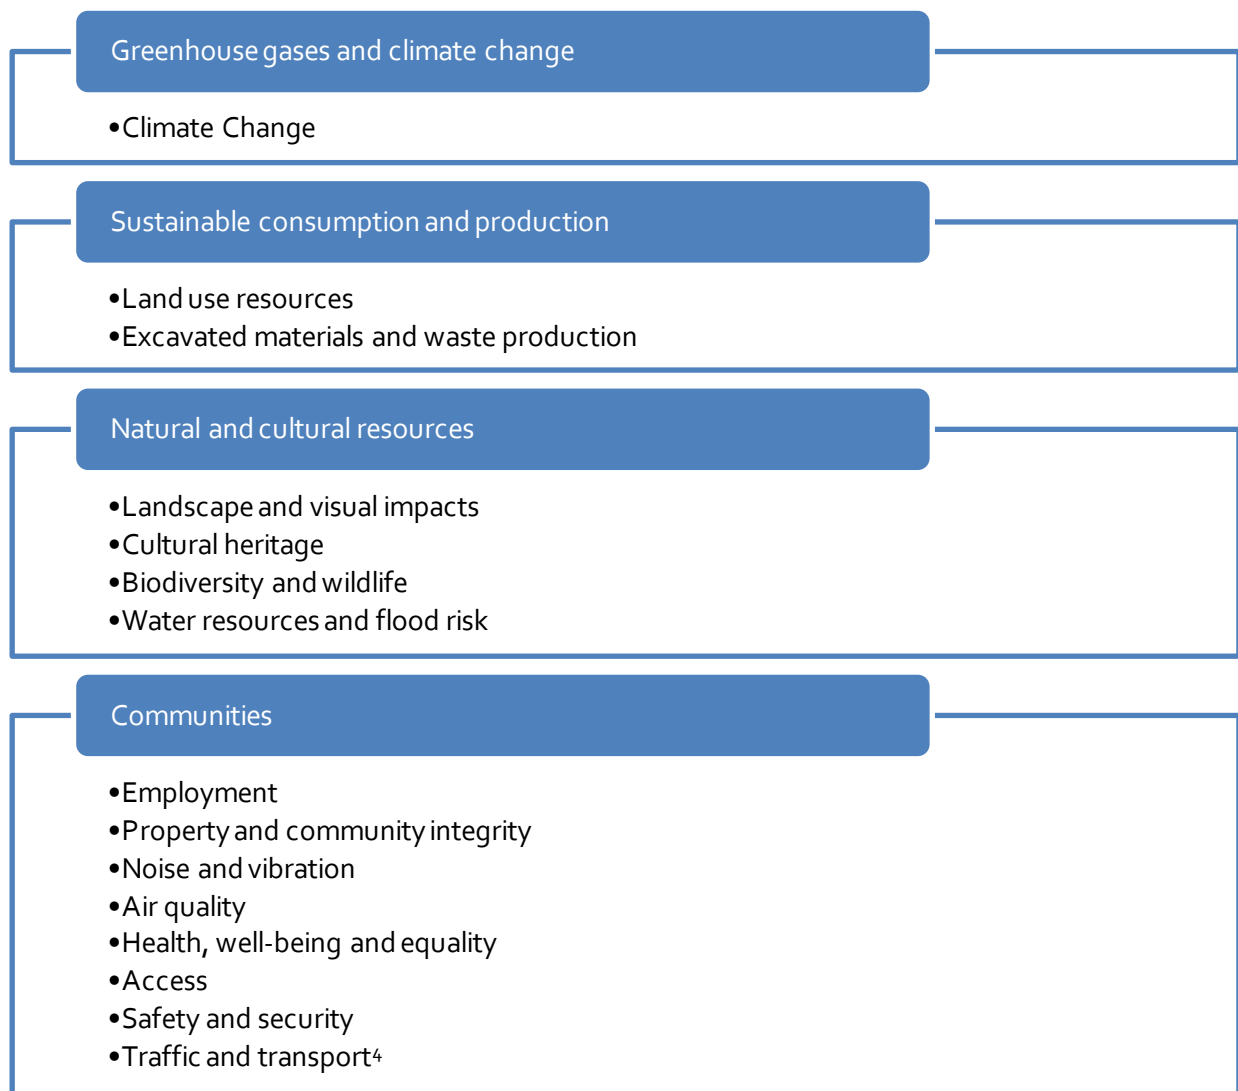 Greenhouse gases and climate change
•Climate Change
Sustainable consumption and production
•Land use resources
•Excavated materials and waste production
Natural and cultural resources
•Landscape and visual impacts
•Cultural heritage
•Biodiversity and wildlife
•Water resources and flood risk
Communities
•Employment
•Property and community integrity
•Noise and vibration
•Air quality
•Health, well-being and equality
•Access
•Safety and security
•Traffic and transport⁴